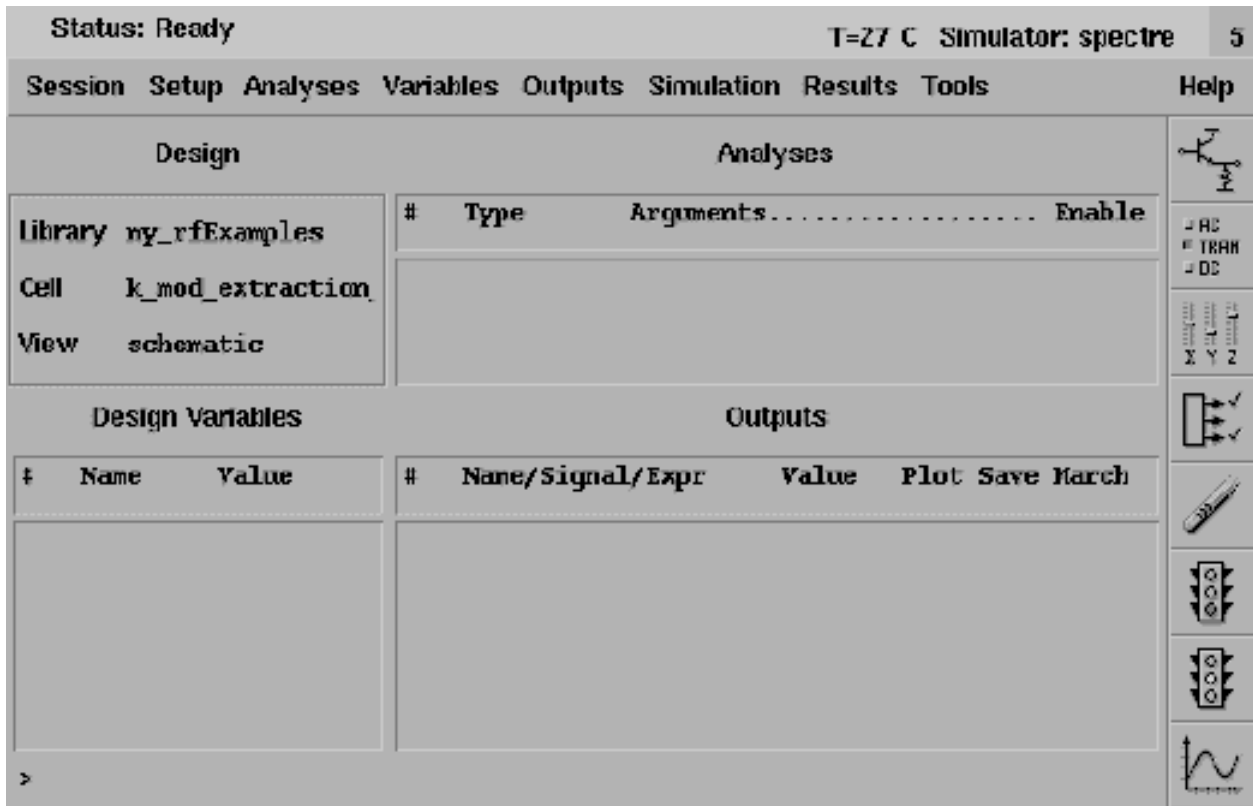 Status: Ready T=27 C Simulator: spectre 5
Session Setup Analyses Variables Outputs Simulation Results Tools Help
Design
Analyses
Library my_rfExamples
Cell k_mod_extraction_
View schematic
# Type Arguments................... Enable
Design Variables
Outputs
# Name Value
# Name/Signal/Expr Value Plot Save March
>
AC
TRAN
DC
X Y Z